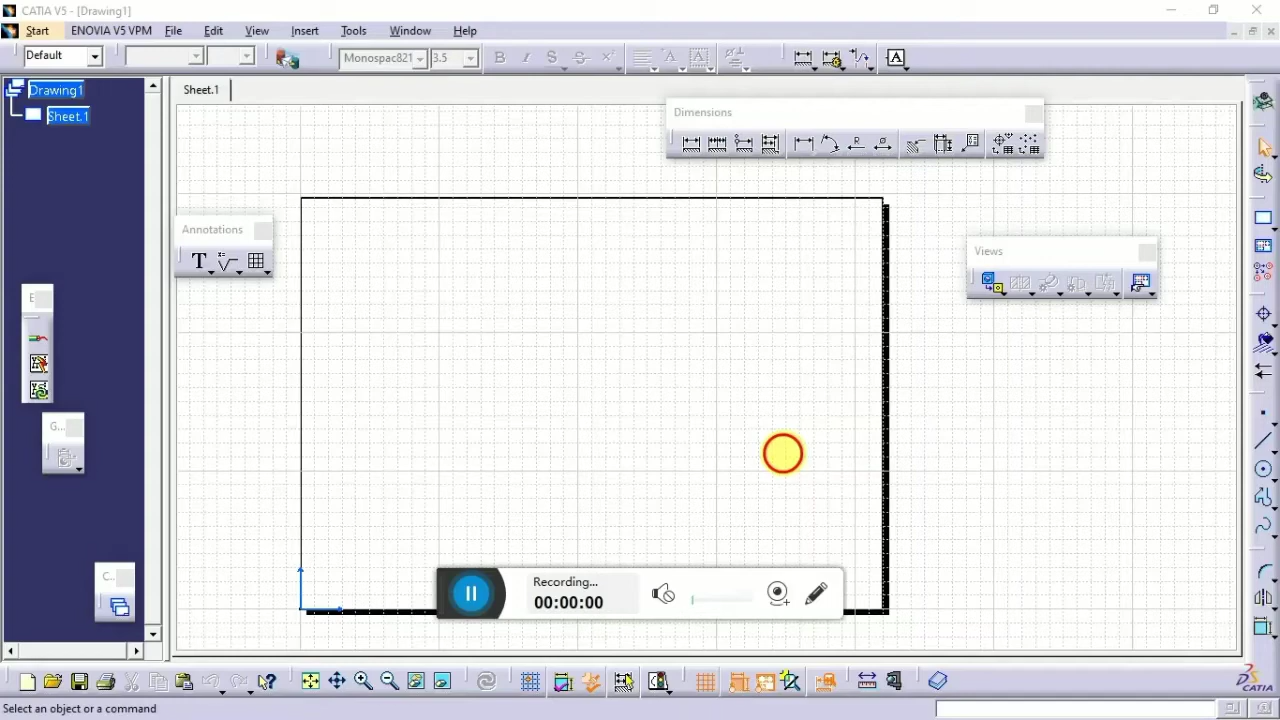 CATIA V5 - [Drawing1]
Start ENOVIA V5 VPM File Edit View Insert Tools Window Help
Default Monospac821 3.5 B I S S A A
Drawing1
Sheet.1
Sheet.1
Dimensions
R
Annotations
T
Views
E
G...
C...
Recording...
00:00:00
CATIA
Select an object or a command